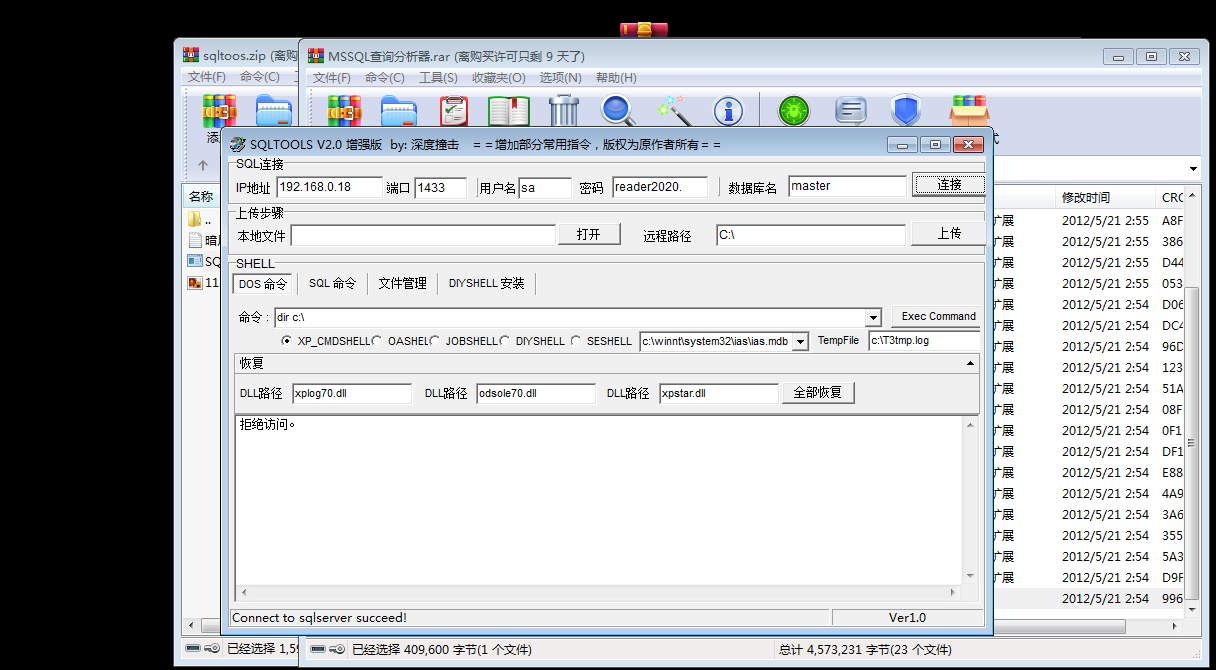 sqltoos.zip (离购
MSSQL查询分析器.rar (离购买许可只剩 9 天了)
文件(F) 命令(C)
文件(F) 命令(C) 工具(S) 收藏夹(O) 选项(N) 帮助(H)
SQLTOOLS V2.0 增强版 by: 深度撞击 ==增加部分常用指令，版权为原作者所有==
SQL连接
IP地址 192.168.0.18 端口 1433 用户名 sa 密码 reader2020. 数据库名 master 连接
上传步骤
本地文件 打开 远程路径 C:\ 上传
SHELL
DOS 命令 SQL 命令 文件管理 DIYSHELL 安装
命令： dir c:\ Exec Command
XP_CMDSHELL OASHEL JOBSHELL DIYSHELL SESHELL c:\winnt\system32\ias\ias.mdb TempFile c:\T3tmp.log
恢复
DLL路径 xplog70.dll DLL路径 odsole70.dll DLL路径 xpstar.dll 全部恢复
拒绝访问。
Connect to sqlserver succeed! Ver1.0
名称
..
SQ
11
修改时间 CRC
扩展 2012/5/21 2:55 A8F
扩展 2012/5/21 2:55 386
扩展 2012/5/21 2:55 D44
扩展 2012/5/21 2:55 053
扩展 2012/5/21 2:54 D06
扩展 2012/5/21 2:54 DC4
扩展 2012/5/21 2:54 96D
扩展 2012/5/21 2:54 123
扩展 2012/5/21 2:54 51A
扩展 2012/5/21 2:54 08F
扩展 2012/5/21 2:54 0F1
扩展 2012/5/21 2:54 DF1
扩展 2012/5/21 2:54 E88
扩展 2012/5/21 2:54 4A9
扩展 2012/5/21 2:54 3A6
扩展 2012/5/21 2:54 355
扩展 2012/5/21 2:54 5A3
扩展 2012/5/21 2:54 D9F
2012/5/21 2:54 996
已经选择 1,59
已经选择 409,600 字节(1 个文件) 总计 4,573,231 字节(23 个文件)